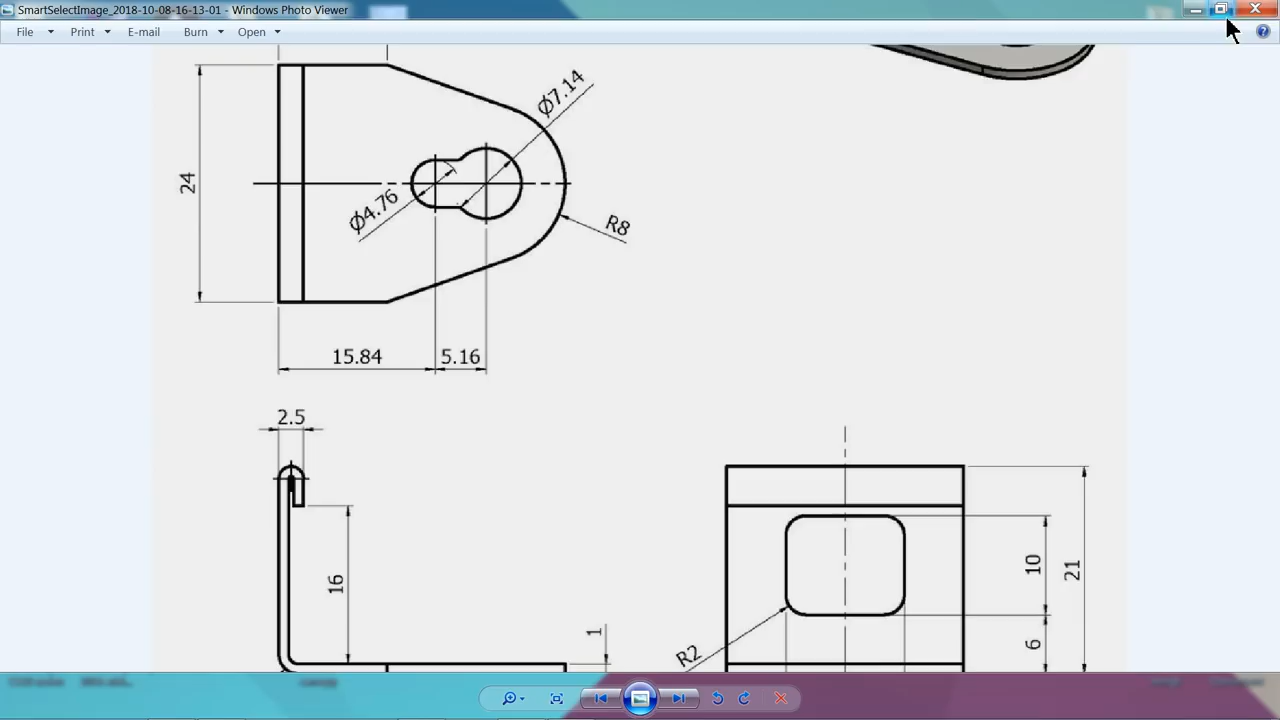 SmartSelectImage_2018-10-08-16-13-01 - Windows Photo Viewer
File Print E-mail Burn Open
Ø7.14
24
Ø4.76
R8
15.84 5.16
2.5
16
1
10
21
6
R2